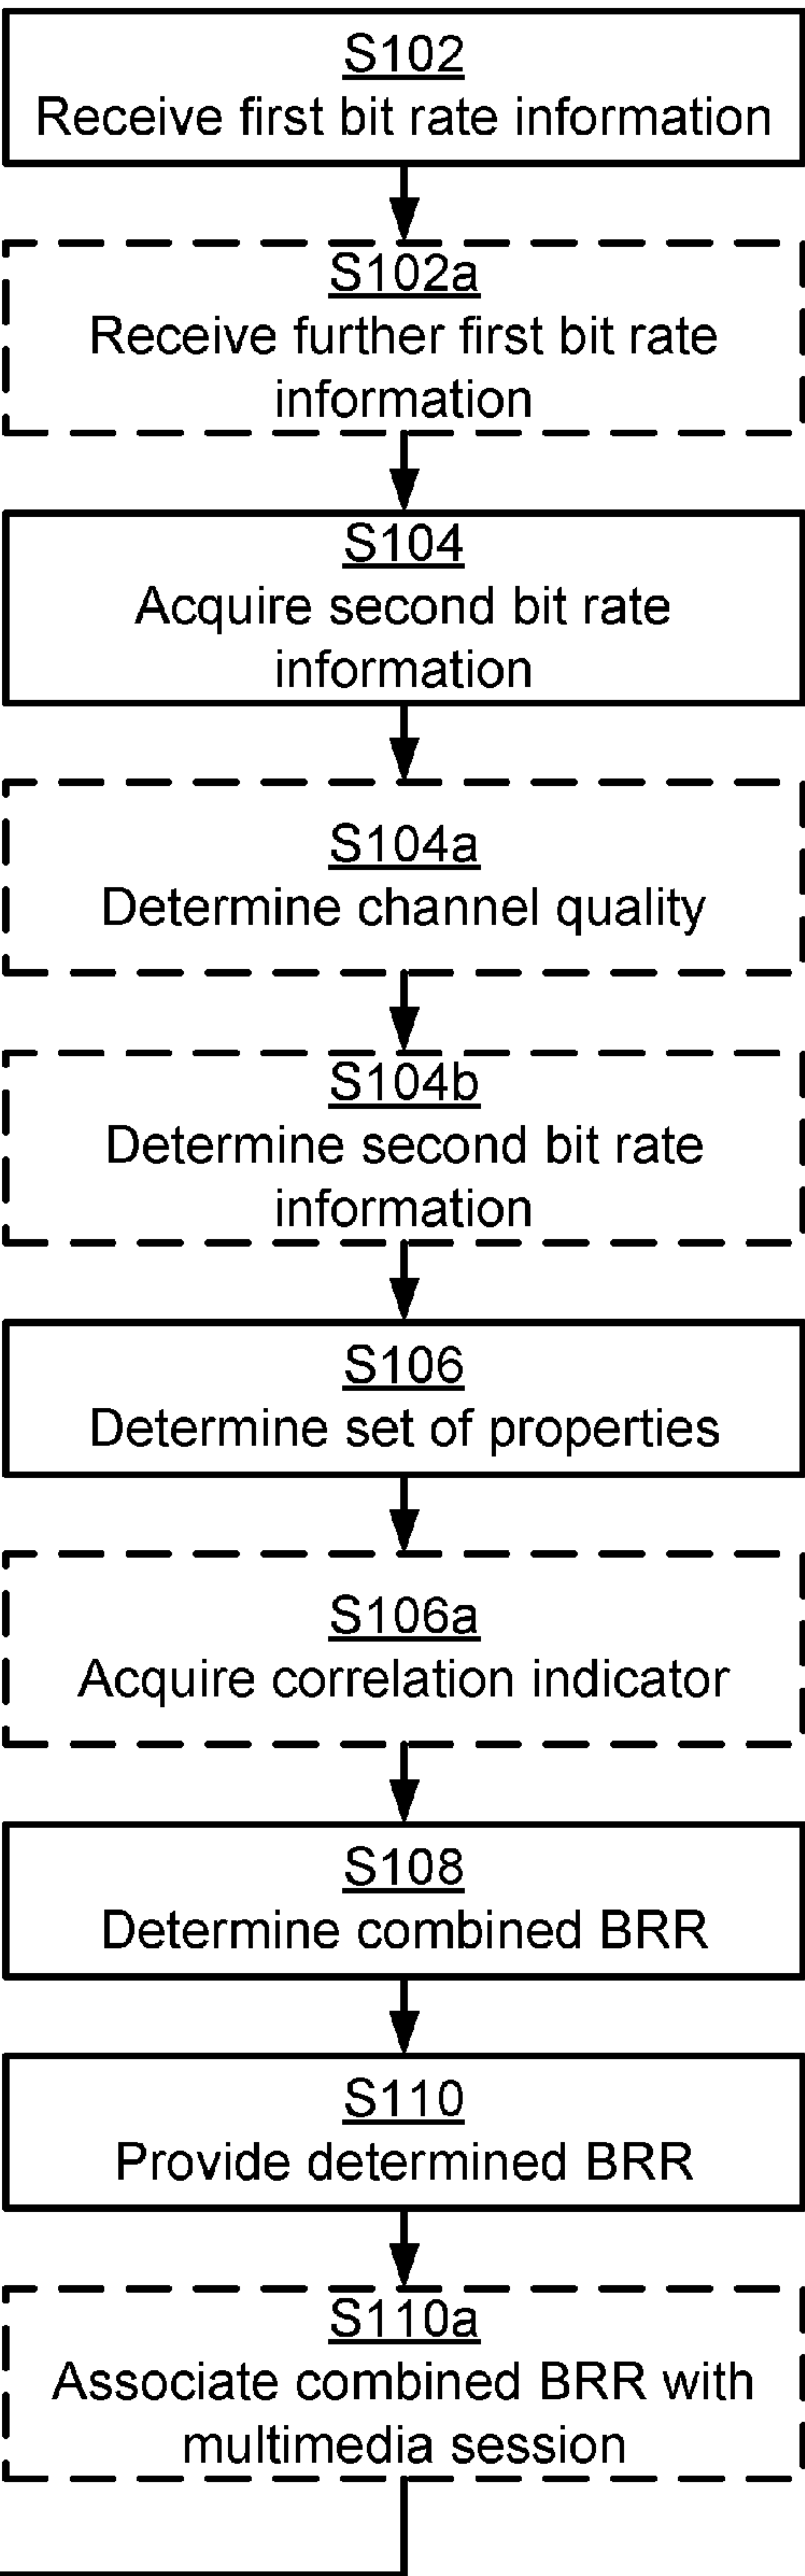 S102
Receive first bit rate information
S102a
Receive further first bit rate
information
S104
Acquire second bit rate
information
S104a
Determine channel quality
S104b
Determine second bit rate
information
S106
Determine set of properties
S106a
Acquire correlation indicator
S108
Determine combined BRR
S110
Provide determined BRR
S110a
Associate combined BRR with
multimedia session